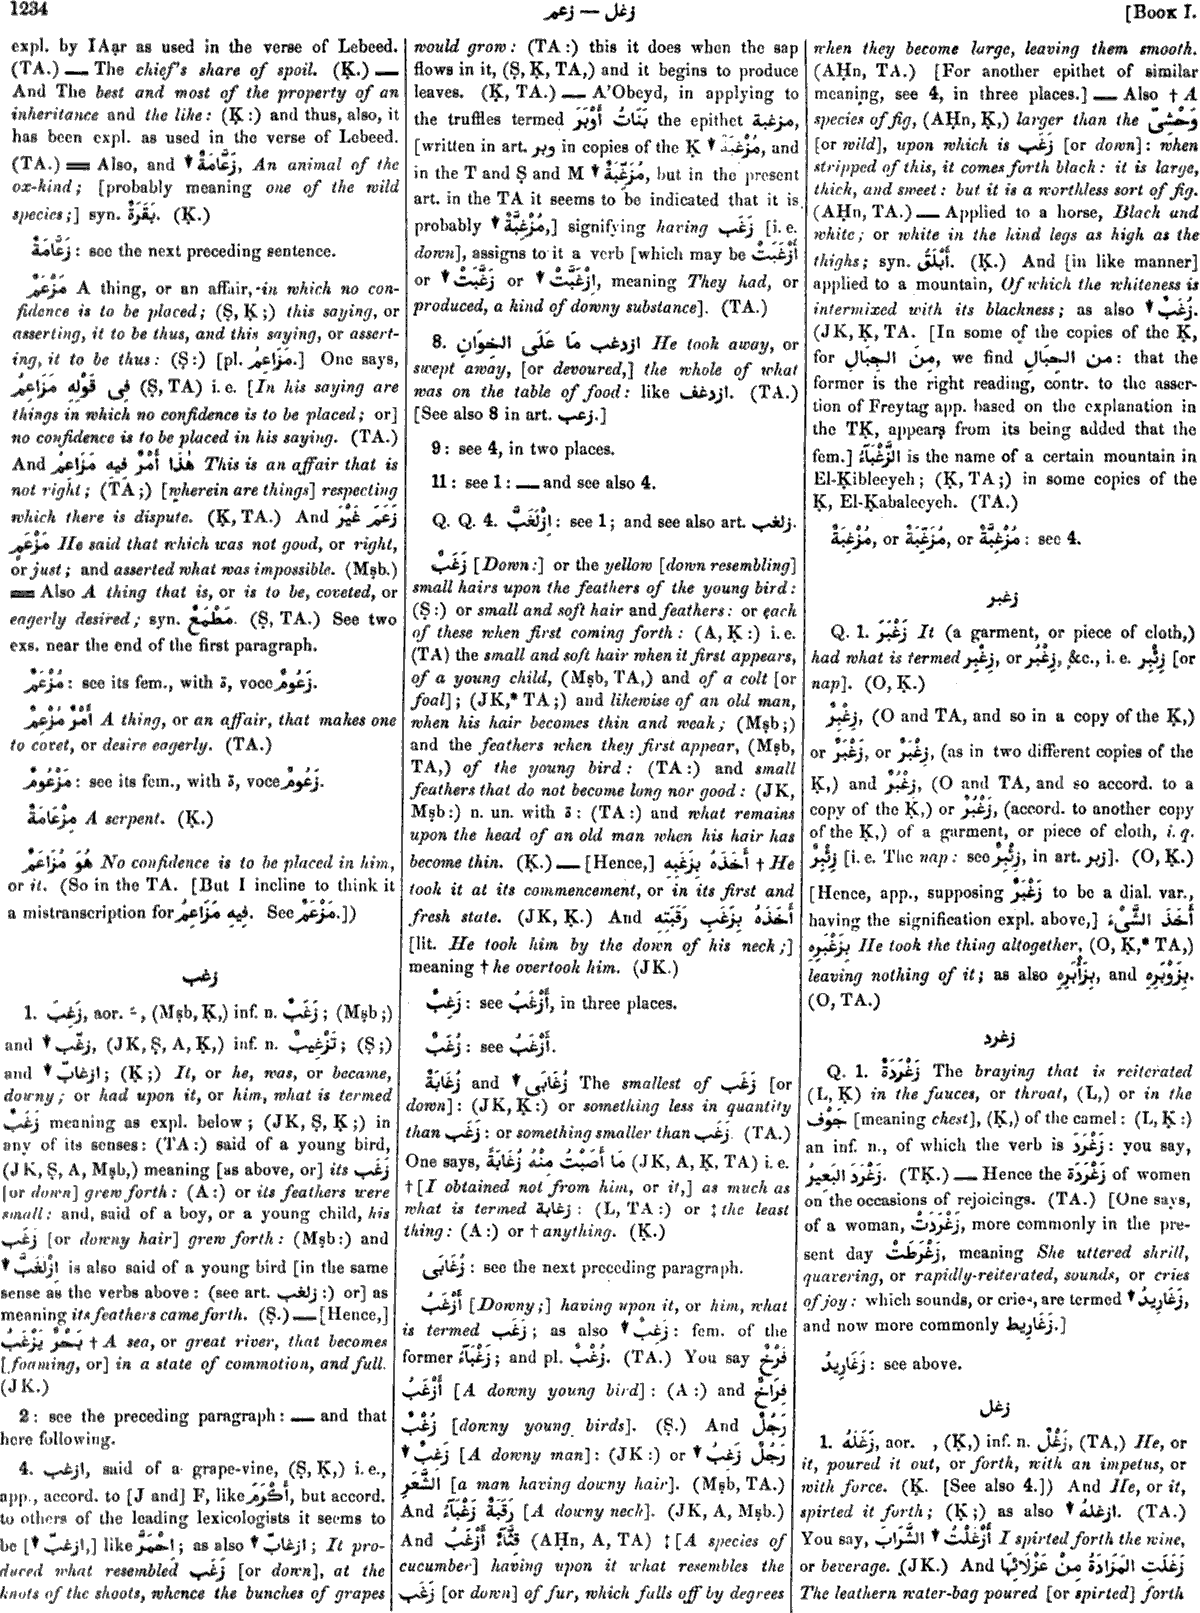 1234
زغل — زعم
[Book I.
expl. by IAạr as used in the verse of Lebeed.
(TA.) — The chief's share of spoil. (Ḳ.) —
And The best and most of the property of an
inheritance and the like: (Ḳ:) and thus, also, it
has been expl. as used in the verse of Lebeed.
(TA.) = Also, and ▼ زَعَّامَةٌ, An animal of the
ox-kind; [probably meaning one of the wild
species;] syn. بَقَرَةٌ. (Ḳ.)
زَعَّامَةٌ: see the next preceding sentence.
مَزْعَمٌ A thing, or an affair, in which no con-
fidence is to be placed; (Ṣ, Ḳ;) this saying, or
asserting, it to be thus, and this saying, or assert-
ing, it to be thus: (Ṣ:) [pl. مَزَاعِمُ.] One says,
فِى قَوْلِهِ مَزَاعِمُ (Ṣ, TA) i. e. [In his saying are
things in which no confidence is to be placed; or]
no confidence is to be placed in his saying. (TA.)
And هٰذَا أَمْرٌ فِيهِ مَزَاعِمُ This is an affair that is
not right; (TA;) [wherein are things] respecting
which there is dispute. (Ḳ, TA.) And زَعَمَ غَيْرَ
مَزْعَمٍ He said that which was not good, or right,
or just; and asserted what was impossible. (Mṣb.)
= Also A thing that is, or is to be, coveted, or
eagerly desired; syn. مَطْمَعٌ. (Ṣ, TA.) See two
exs. near the end of the first paragraph.
مُزْعِمٌ: see its fem., with ة, voce زَعُومٌ.
أَمْرٌ مُزْعِمٌ A thing, or an affair, that makes one
to covet, or desire eagerly. (TA.)
مَزْعُومٌ: see its fem., with ة, voce زَعُومٌ.
مِزْعَامَةٌ A serpent. (Ḳ.)
هُوَ مُزَاعَمٌ No confidence is to be placed in him,
or it. (So in the TA. [But I incline to think it
a mistranscription for فِيهِ مَزَاعِمُ. See مَزْعَمٌ.])
زغب
1. زَغِبَ, aor. ـَ, (Mṣb, Ḳ,) inf. n. زَغَبٌ; (Mṣb;)
and ▼ زغّب, (JK, Ṣ, A, Ḳ,) inf. n. تَزْغِيبٌ; (Ṣ;)
and ▼ ازغابّ; (Ḳ;) It, or he, was, or became,
downy; or had upon it, or him, what is termed
زَغَبٌ meaning as expl. below; (JK, Ṣ, Ḳ;) in
any of its senses: (TA:) said of a young bird,
(JK, Ṣ, A, Mṣb,) meaning [as above, or] its زَغَب
[or down] grew forth: (A:) or its feathers were
small: and, said of a boy, or a young child, his
زَغَب [or downy hair] grew forth: (Mṣb:) and
▼ اِزْلَغَبَّ is also said of a young bird [in the same
sense as the verbs above: (see art. زلغب:) or] as
meaning its feathers came forth. (Ṣ.) — [Hence,]
بَحْرٌ يَزْغَبُ † A sea, or great river, that becomes
[foaming, or] in a state of commotion, and full.
(JK.)
2: see the preceding paragraph: — and that
here following.
4. ازغب, said of a grape-vine, (Ṣ, Ḳ,) i. e.,
app., accord. to [J and] F, like أَكْرَمَ, but accord.
to others of the leading lexicologists it seems to
be [▼ ازغبّ,] like اِحْمَرَّ; as also ▼ ازغابّ; It pro-
duced what resembled زَغَب [or down], at the
knots of the shoots, whence the bunches of grapes
would grow: (TA:) this it does when the sap
flows in it, (Ṣ, Ḳ, TA,) and it begins to produce
leaves. (Ḳ, TA.) — A'Obeyd, in applying to
the truffles termed بَنَاتُ أَوْبَرَ the epithet مزغبة,
[written in art. وبر in copies of the Ḳ ▼ مُزْغِبَة, and
in the T and Ṣ and M ▼ مُزَغِّبَة, but in the present
art. in the TA it seems to be indicated that it is
probably ▼ مُزْغَبَّة,] signifying having زَغَب [i. e.
down], assigns to it a verb [which may be أَزْغَبَتْ
or ▼ زَغَّبَتْ or ▼ اِزْغَبَّتْ, meaning They had, or
produced, a kind of downy substance]. (TA.)
8. ازدغب مَا عَلَى الخِوَانِ He took away, or
swept away, [or devoured,] the whole of what
was on the table of food: like ازدغف. (TA.)
[See also 8 in art. زعب.]
9: see 4, in two places.
11: see 1: — and see also 4.
Q. Q. 4. اِزْلَغَبَّ: see 1; and see also art. زلغب.
زَغَبٌ [Down:] or the yellow [down resembling]
small hairs upon the feathers of the young bird:
(Ṣ:) or small and soft hair and feathers: or each
of these when first coming forth: (A, Ḳ:) i. e.
(TA) the small and soft hair when it first appears,
of a young child, (Mṣb, TA,) and of a colt [or
foal]; (JK,* TA;) and likewise of an old man,
when his hair becomes thin and weak; (Mṣb;)
and the feathers when they first appear, (Mṣb,
TA,) of the young bird: (TA:) and small
feathers that do not become long nor good: (JK,
Mṣb:) n. un. with ة: (TA:) and what remains
upon the head of an old man when his hair has
become thin. (Ḳ.) — [Hence,] أَخَذَهُ بِزَغَبِهِ † He
took it at its commencement, or in its first and
fresh state. (JK, Ḳ.) And أَخَذَهُ بِزَغَبِ رَقَبَتِهِ
[lit. He took him by the down of his neck;]
meaning † he overtook him. (JK.)
زَغِبٌ: see أَزْغَبُ, in three places.
زُغَبٌ: see أَزْغَبُ.
زُغَابَةٌ and ▼ زُغَابَى The smallest of زَغَب [or
down]: (JK, Ḳ:) or something less in quantity
than زَغَب: or something smaller than زَغَب. (TA.)
One says, مَا أَصَبْتُ مِنْهُ زُغَابَةً (JK, A, Ḳ, TA) i. e.
† [I obtained not from him, or it,] as much as
what is termed زغابة: (L, TA:) or ‡ the least
thing: (A:) or † anything. (Ḳ.)
زُغَابَى: see the next preceding paragraph.
أَزْغَبُ [Downy;] having upon it, or him, what
is termed زَغَب; as also ▼ زَغِبٌ: fem. of the
former زَغْبَآءُ; and pl. زُغْبٌ. (TA.) You say فَرْخٌ
أَزْغَبُ [A downy young bird]: (A:) and فِرَاخٌ
زُغْبٌ [downy young birds]. (Ṣ.) And رَجُلٌ
▼ زَغِبٌ [A downy man]: (JK:) or رَجُلٌ زَغِبُ ▼
الشَّعَرِ [a man having downy hair]. (Mṣb, TA.)
And رَقَبَةٌ زَغْبَآءُ [A downy neck]. (JK, A, Mṣb.)
And قِثَّآءٌ أَزْغَبُ (AḤn, A, TA) ‡ [A species of
cucumber] having upon it what resembles the
زَغَب [or down] of fur, which falls off by degrees
when they become large, leaving them smooth.
(AḤn, TA.) [For another epithet of similar
meaning, see 4, in three places.] — Also † A
species of fig, (AḤn, Ḳ,) larger than the وَحْشِىّ
[or wild], upon which is زَغَب [or down]: when
stripped of this, it comes forth black: it is large,
thick, and sweet: but it is a worthless sort of fig.
(AḤn, TA.) — Applied to a horse, Black and
white; or white in the hind legs as high as the
thighs; syn. أَبْلَقُ. (Ḳ.) And [in like manner]
applied to a mountain, Of which the whiteness is
intermixed with its blackness; as also ▼ زَغِبٌ.
(JK, Ḳ, TA. [In some of the copies of the Ḳ,
for مِنَ الجِبَالِ, we find من الحِبَالِ: that the
former is the right reading, contr. to the asser-
tion of Freytag app. based on the explanation in
the TḲ, appears from its being added that the
fem.] الزَّغْبَآءُ is the name of a certain mountain in
El-Ḳibleeyeh; (Ḳ, TA;) in some copies of the
Ḳ, El-Ḳabaleeyeh. (TA.)
مُزْغِبَةٌ, or مُزَغِّبَةٌ, or مُزْغَبَّةٌ: see 4.
زغبر
Q. 1. زَغْبَرَ It (a garment, or piece of cloth,)
had what is termed زِغْبِر, or زِغْبُر, &c., i. e. زِئْبِر [or
nap]. (O, Ḳ.)
زِغْبِرٌ, (O and TA, and so in a copy of the Ḳ,)
or زَغْبَرٌ, or زَغْبَرٌ, (as in two different copies of the
Ḳ,) and زَغْبُرٌ, (O and TA, and so accord. to a
copy of the Ḳ,) or زَغْبُرٌ, (accord. to another copy
of the Ḳ,) of a garment, or piece of cloth, i. q.
زِئْبِرٌ [i. e. The nap: see زِئْبِرٌ, in art. زبر]. (O, Ḳ.)
[Hence, app., supposing زَغْبَرٌ to be a dial. var.,
having the signification expl. above,] أَخَذَ الشَّىْءَ
بِزَغْبَرِهِ He took the thing altogether, (O, Ḳ,* TA,)
leaving nothing of it; as also بِزَأْبَرِهِ, and بِزَوْبَرِهِ.
(O, TA.)
زغرد
Q. 1. زَغْرَدَةٌ The braying that is reiterated
(L, Ḳ) in the fauces, or throat, (L,) or in the
جَوْف [meaning chest], (Ḳ,) of the camel: (L, Ḳ:)
an inf. n., of which the verb is زَغْرَدَ: you say,
زَغْرَدَ البَعِيرُ. (TḲ.) — Hence the زَغْرَدَة of women
on the occasions of rejoicings. (TA.) [One says,
of a woman, زَغْرَدَتْ, more commonly in the pre-
sent day زَغْرَطَتْ, meaning She uttered shrill,
quavering, or rapidly-reiterated, sounds, or cries
of joy: which sounds, or cries, are termed ▼ زَغَارِيدُ,
and now more commonly زَغَارِيط.]
زَغَارِيدُ: see above.
زغل
1. زَغَلَهُ, aor. , (Ḳ,) inf. n. زَغْلٌ, (TA,) He, or
it, poured it out, or forth, with an impetus, or
with force. (Ḳ. [See also 4.]) And He, or it,
spirted it forth; (Ḳ;) as also ▼ ازغلهُ. (TA.)
You say, أَزْغَلْتُ ▼ الشَّرَابَ I spirted forth the wine,
or beverage. (JK.) And زَغَلَتِ المَزَادَةُ مِنْ عَزْلَائِهَا
The leathern water-bag poured [or spirted] forth